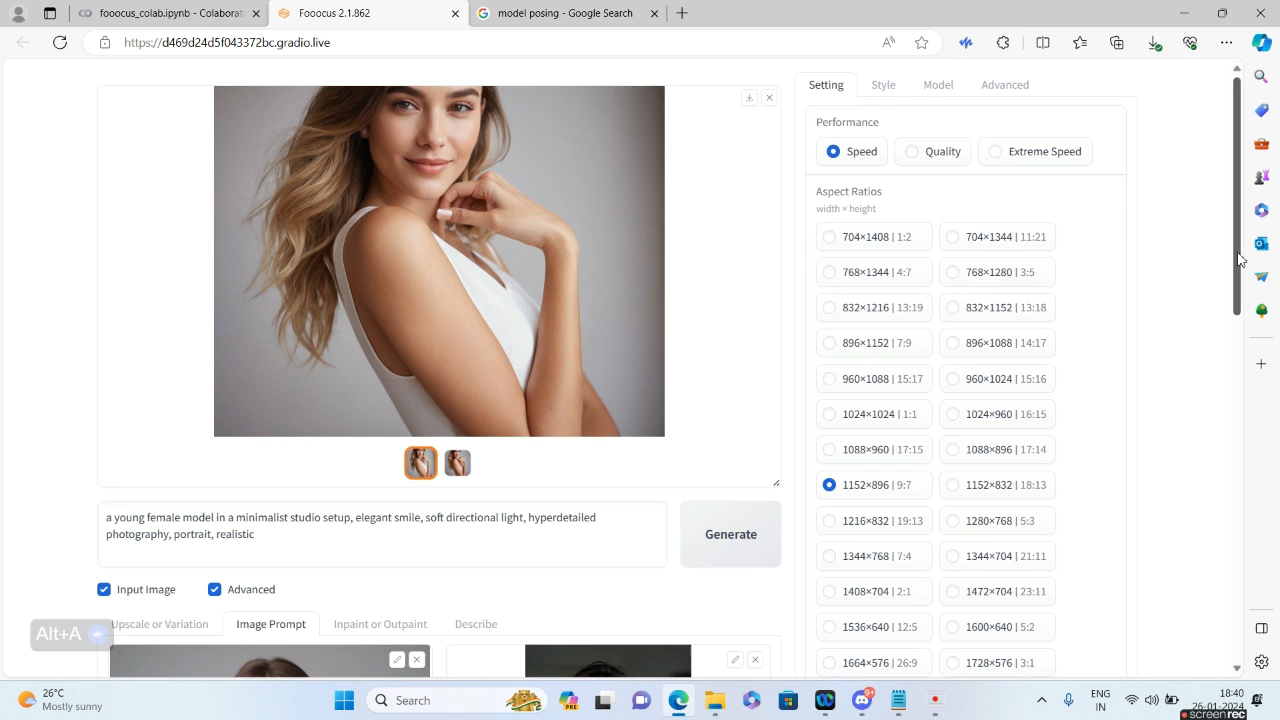 fooocus_colab.ipynb - Colaborat
Fooocus 2.1.862
model posing - Google Search
https://d469d24d5f043372bc.gradio.live
Setting
Style
Model
Advanced
Performance
Speed
Quality
Extreme Speed
Aspect Ratios
width × height
704×1408 | 1:2
704×1344 | 11:21
768×1344 | 4:7
768×1280 | 3:5
832×1216 | 13:19
832×1152 | 13:18
896×1152 | 7:9
896×1088 | 14:17
960×1088 | 15:17
960×1024 | 15:16
1024×1024 | 1:1
1024×960 | 16:15
1088×960 | 17:15
1088×896 | 17:14
1152×896 | 9:7
1152×832 | 18:13
1216×832 | 19:13
1280×768 | 5:3
1344×768 | 7:4
1344×704 | 21:11
1408×704 | 2:1
1472×704 | 23:11
1536×640 | 12:5
1600×640 | 5:2
1664×576 | 26:9
1728×576 | 3:1
a young female model in a minimalist studio setup, elegant smile, soft directional light, hyperdetailed
photography, portrait, realistic
Generate
Input Image
Advanced
Alt+A
Upscale or Variation
Image Prompt
Inpaint or Outpaint
Describe
26°C
Mostly sunny
Search
PRE
9+
ENG
IN
18:40
26-01-2024
screenrec